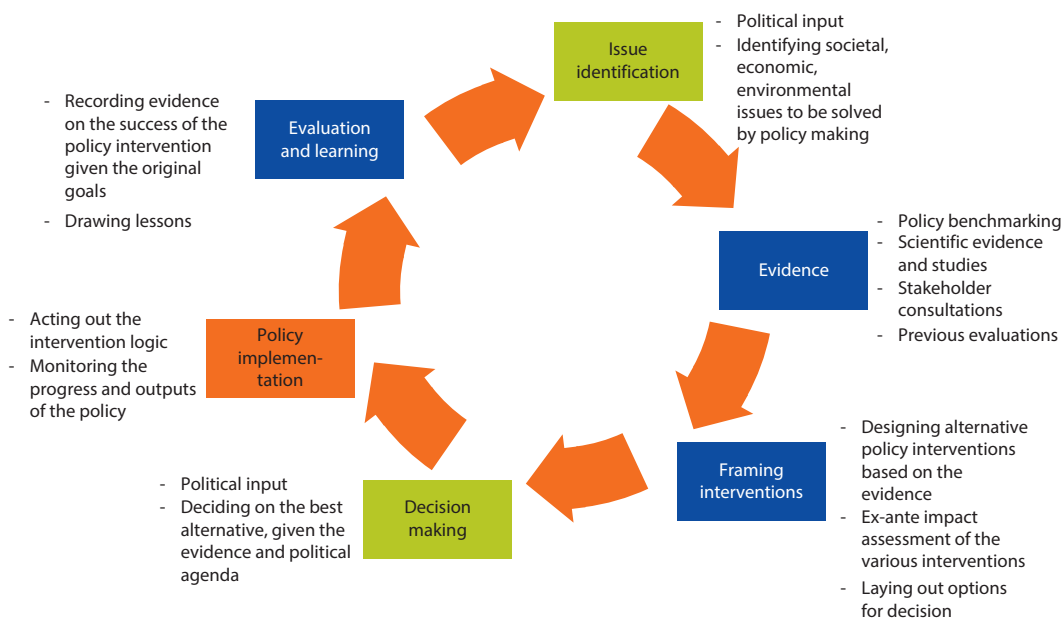 Issue
identification
- Political input
- Identifying societal,
economic,
environmental
issues to be solved
by policy making
Evidence
- Policy benchmarking
- Scientific evidence
and studies
- Stakeholder
consultations
- Previous evaluations
Framing
interventions
- Designing alternative
policy interventions
based on the
evidence
- Ex-ante impact
assessment of the
various interventions
- Laying out options
for decision
Decision
making
- Political input
- Deciding on the best
alternative, given the
evidence and political
agenda
Policy
implemen-
tation
- Acting out the
intervention logic
- Monitoring the
progress and outputs
of the policy
Evaluation
and learning
- Recording evidence
on the success of the
policy intervention
given the original
goals
- Drawing lessons